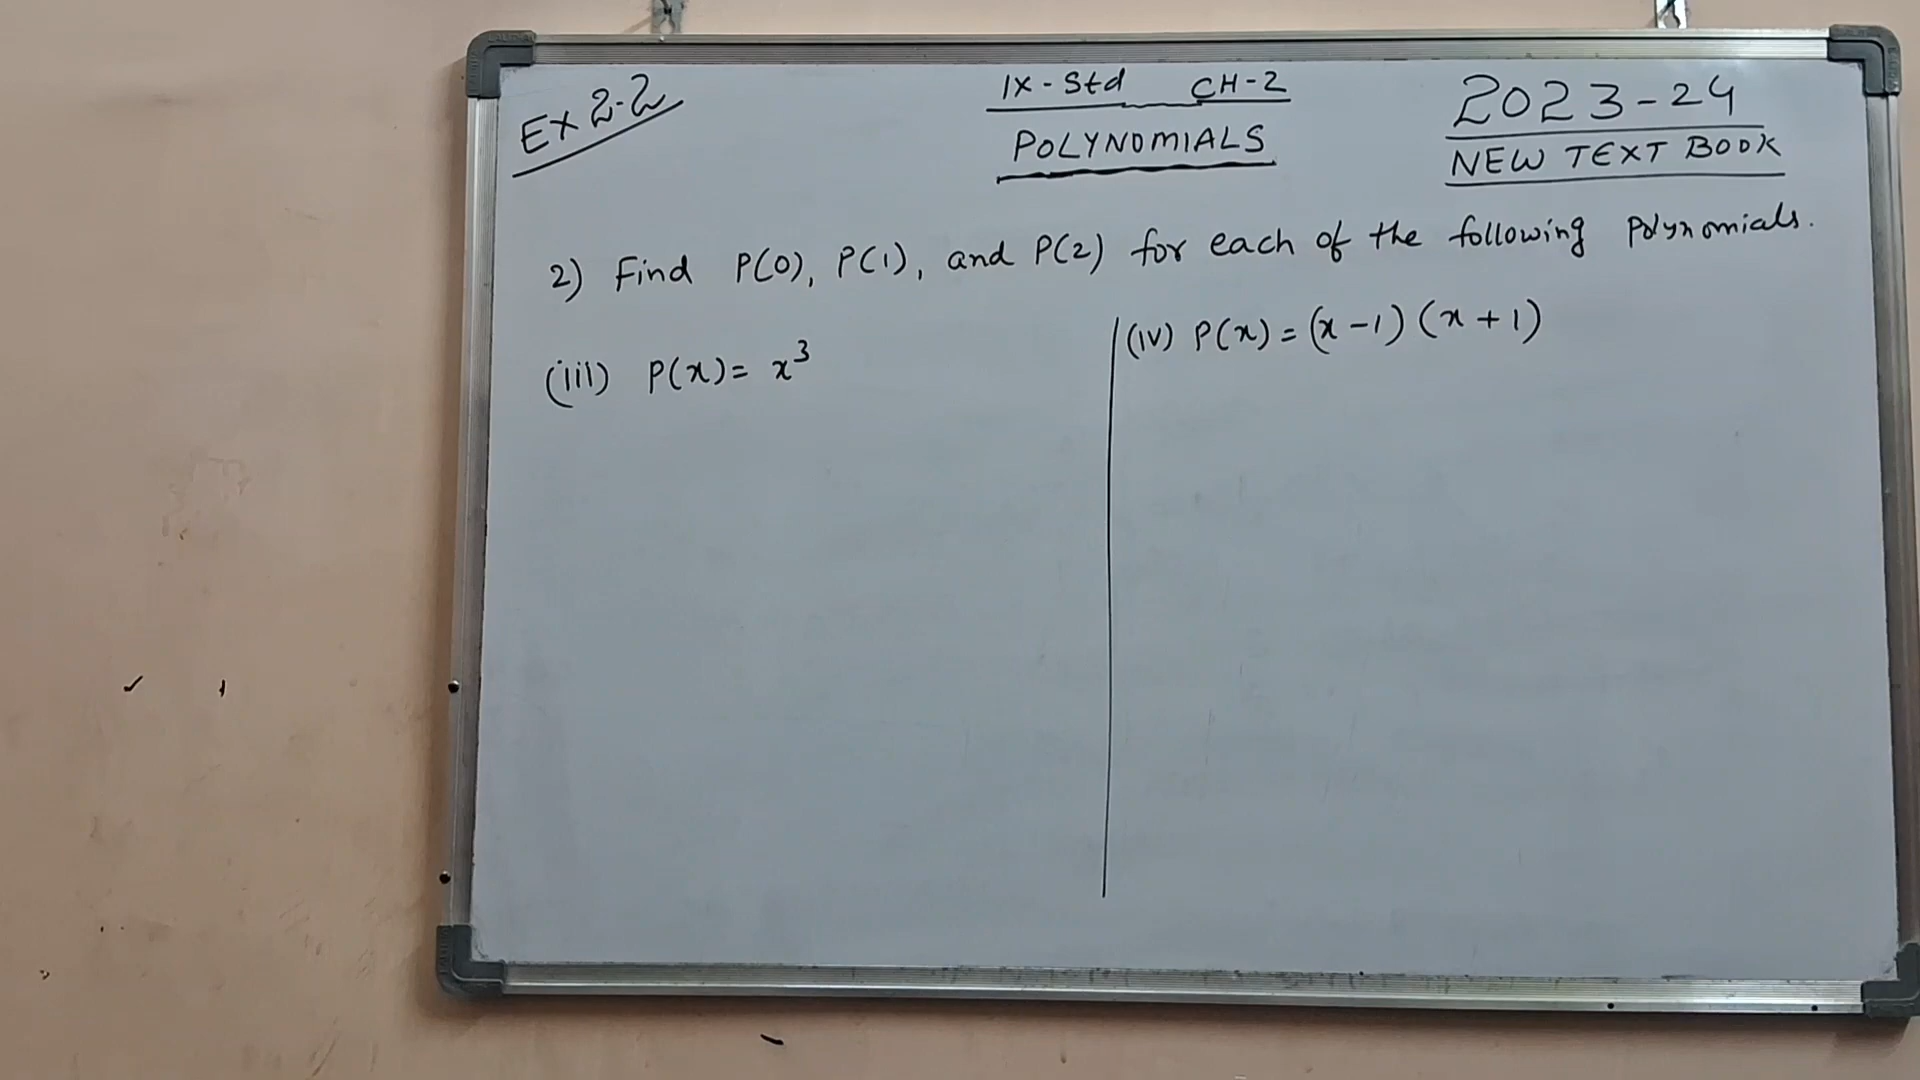 EX 2.2
IX - Std CH-2
POLYNOMIALS
2023-24
NEW TEXT BOOK
2) Find P(0), P(1), and P(2) for each of the following Polynomials.
(iii) P(x) = x³
(iv) P(x) = (x-1) (x+1)